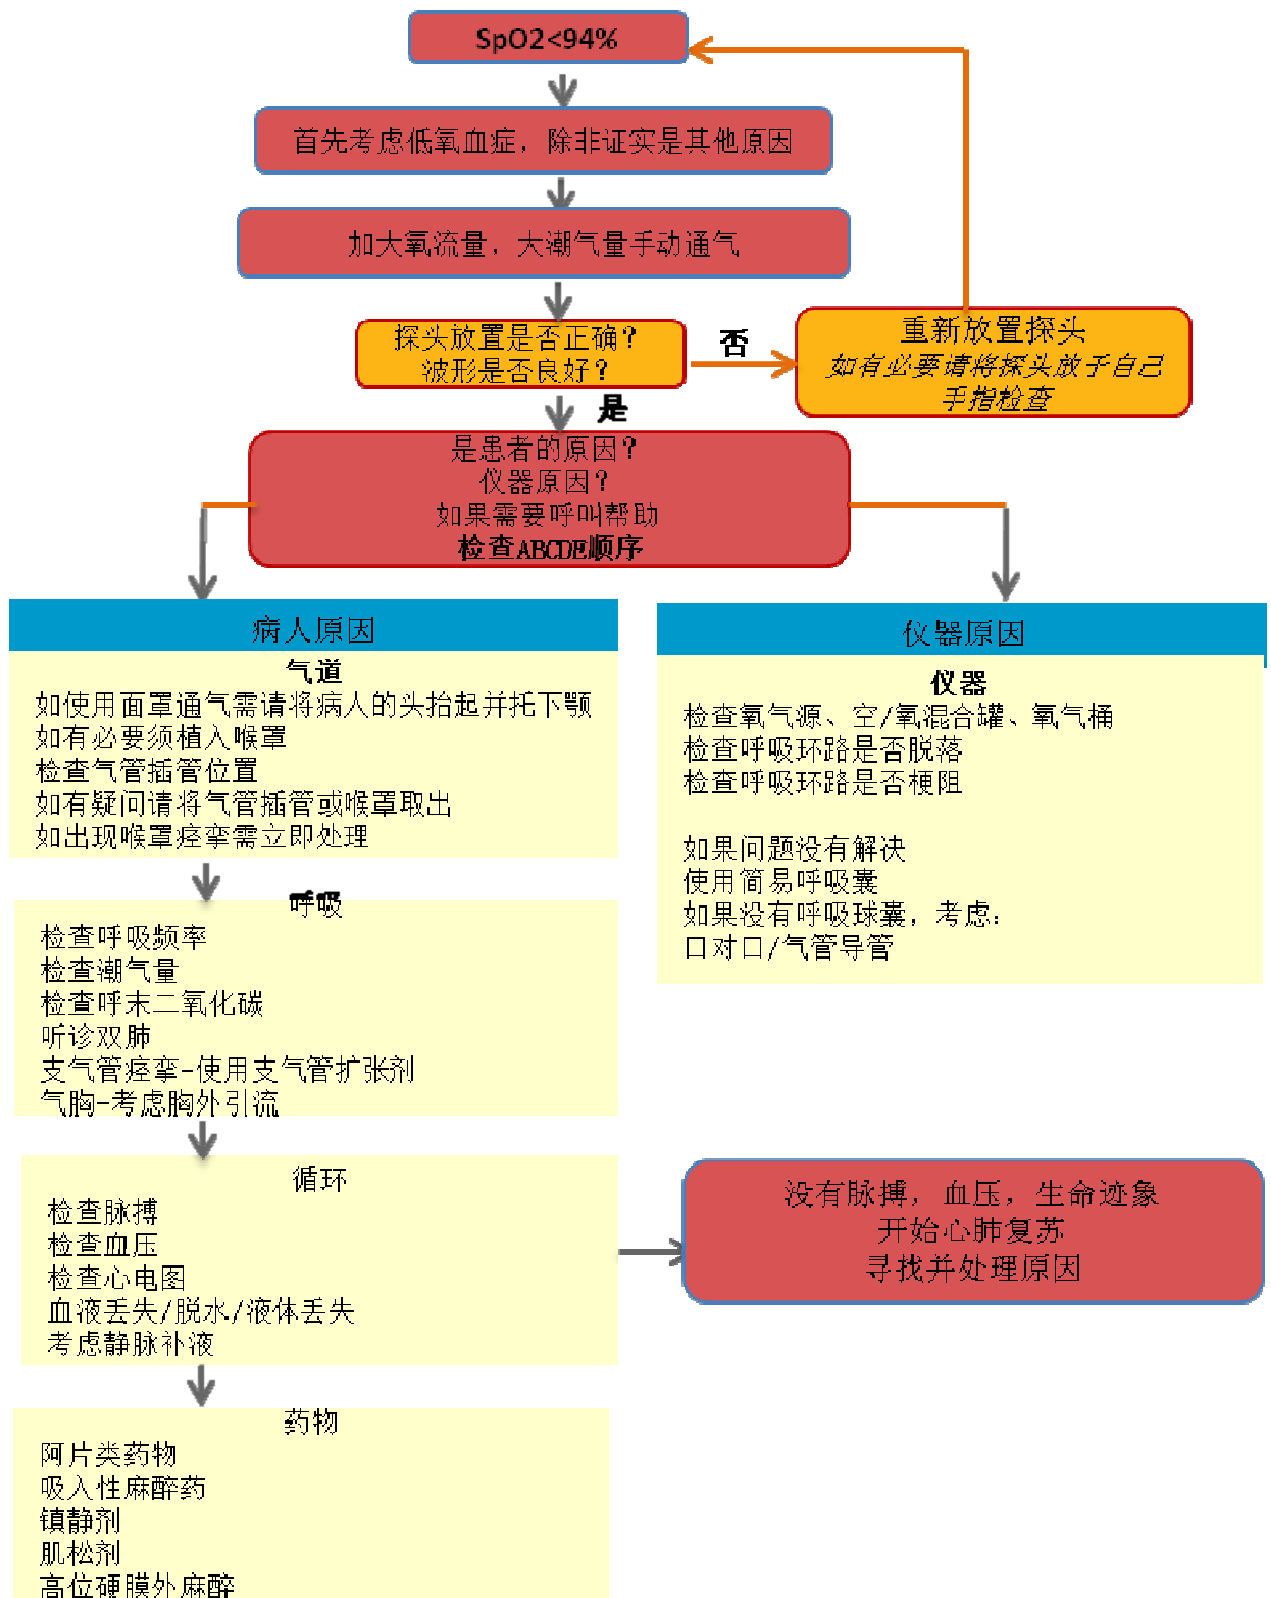 SpO2<94%
首先考虑低氧血症，除非证实是其他原因
加大氧流量，大潮气量手动通气
探头放置是否正确？
波形是否良好？
否
重新放置探头
如有必要请将探头放于自己
手指检查
是
是患者的原因？
仪器原因？
如果需要呼叫帮助
检查ABCDE顺序
病人原因
气道
如使用面罩通气需请将病人的头抬起并托下颚
如有必要须植入喉罩
检查气管插管位置
如有疑问请将气管插管或喉罩取出
如出现喉罩痉挛需立即处理
呼吸
检查呼吸频率
检查潮气量
检查呼末二氧化碳
听诊双肺
支气管痉挛-使用支气管扩张剂
气胸-考虑胸外引流
循环
检查脉搏
检查血压
检查心电图
血液丢失/脱水/液体丢失
考虑静脉补液
药物
阿片类药物
吸入性麻醉药
镇静剂
肌松剂
高位硬膜外麻醉
仪器原因
仪器
检查氧气源、空/氧混合罐、氧气桶
检查呼吸环路是否脱落
检查呼吸环路是否梗阻
如果问题没有解决
使用简易呼吸囊
如果没有呼吸球囊，考虑：
口对口/气管导管
没有脉搏，血压，生命迹象
开始心肺复苏
寻找并处理原因